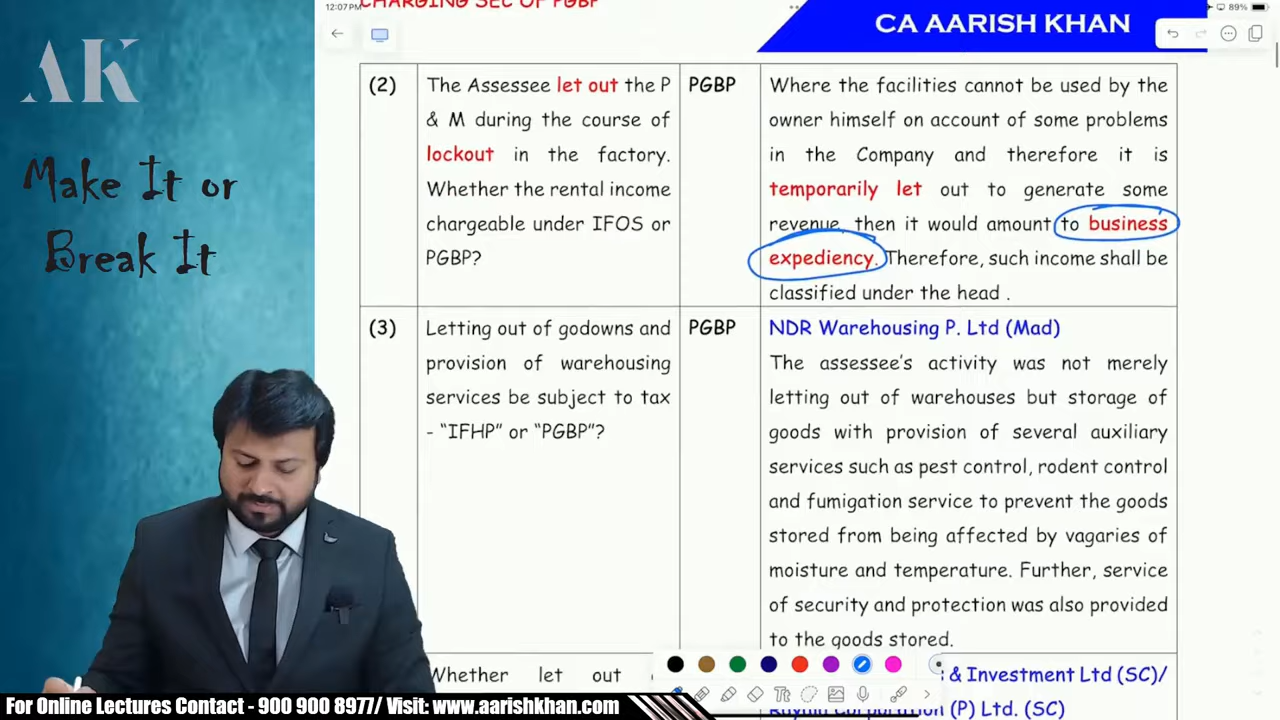 CHARGING SEC OF PGBP
12:07PM
89%
CA AARISH KHAN
AK
Make It or
Break It
(2)
The Assessee let out the P
& M during the course of
lockout in the factory.
Whether the rental income
chargeable under IFOS or
PGBP?
PGBP
Where the facilities cannot be used by the
owner himself on account of some problems
in the Company and therefore it is
temporarily let out to generate some
revenue, then it would amount to business
expediency. Therefore, such income shall be
classified under the head .
(3)
Letting out of godowns and
provision of warehousing
services be subject to tax
- “IFHP” or “PGBP”?
PGBP
NDR Warehousing P. Ltd (Mad)
The assessee’s activity was not merely
letting out of warehouses but storage of
goods with provision of several auxiliary
services such as pest control, rodent control
and fumigation service to prevent the goods
stored from being affected by vagaries of
moisture and temperature. Further, service
of security and protection was also provided
to the goods stored.
Whether let out
& Investment Ltd (SC)/
(P) Ltd. (SC)
Tt
For Online Lectures Contact - 900 900 8977/ Visit: www.aarishkhan.com